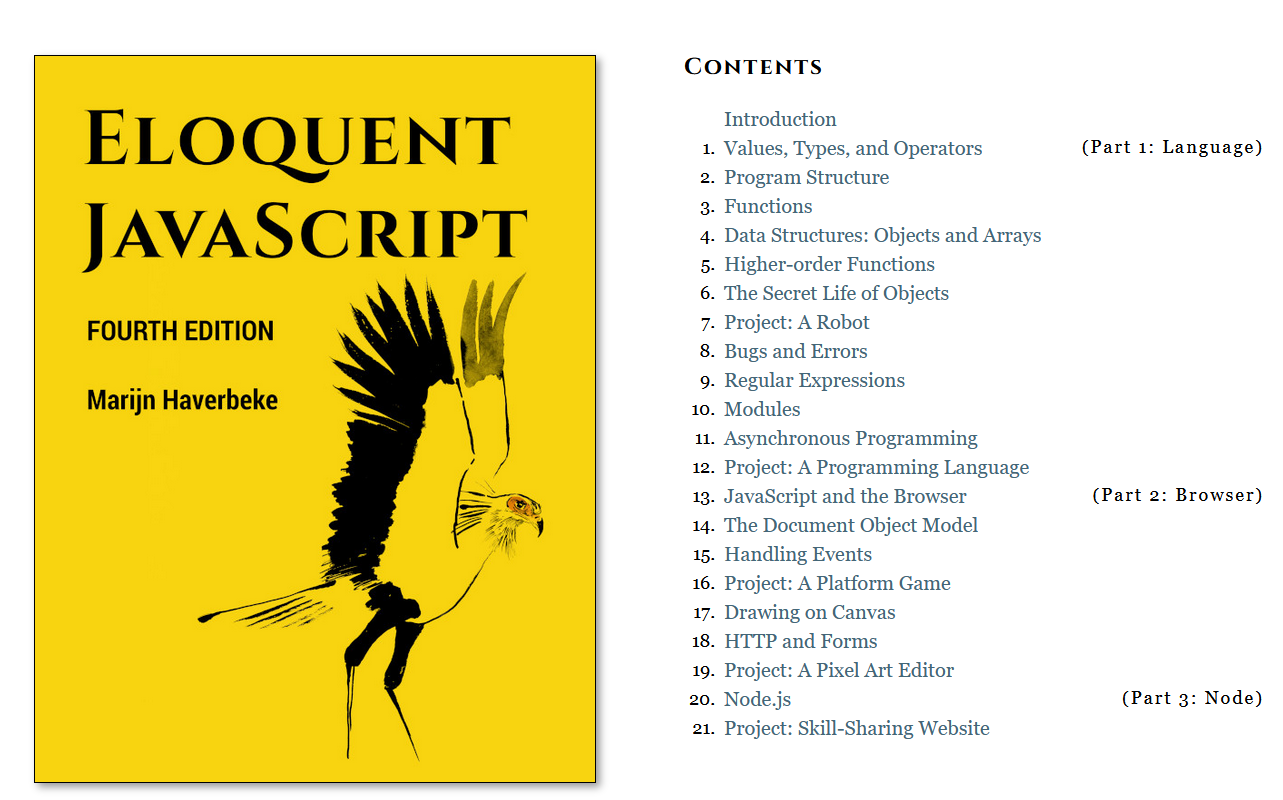 ELOQUENT
JAVASCRIPT
FOURTH EDITION
Marijn Haverbeke
CONTENTS
Introduction
1. Values, Types, and Operators (Part 1: Language)
2. Program Structure
3. Functions
4. Data Structures: Objects and Arrays
5. Higher-order Functions
6. The Secret Life of Objects
7. Project: A Robot
8. Bugs and Errors
9. Regular Expressions
10. Modules
11. Asynchronous Programming
12. Project: A Programming Language
13. JavaScript and the Browser (Part 2: Browser)
14. The Document Object Model
15. Handling Events
16. Project: A Platform Game
17. Drawing on Canvas
18. HTTP and Forms
19. Project: A Pixel Art Editor
20. Node.js (Part 3: Node)
21. Project: Skill-Sharing Website